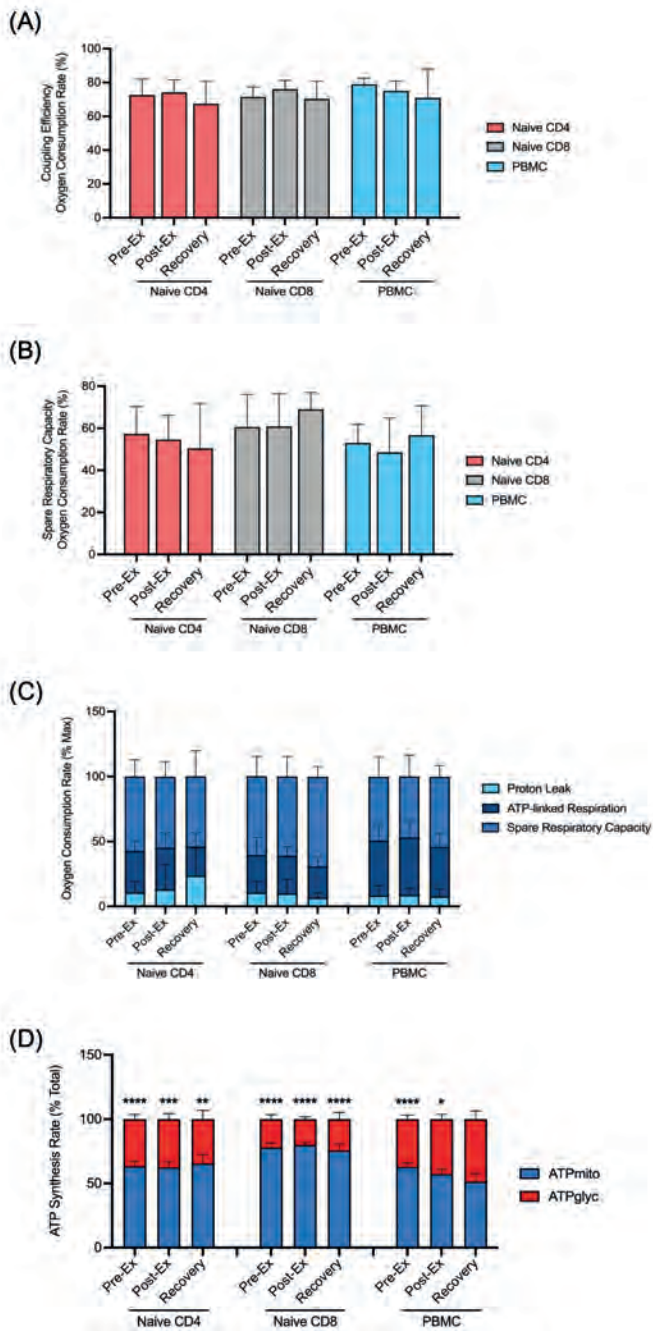 (A)
Coupling Efficiency
Oxygen Consumption Rate (%)
100
80
60
40
20
0
Pre-Ex Post-Ex Recovery Pre-Ex Post-Ex Recovery Pre-Ex Post-Ex Recovery
Naive CD4 Naive CD8 PBMC
Naive CD4
Naive CD8
PBMC
(B)
Spare Respiratory Capacity
Oxygen Consumption Rate (%)
80
60
40
20
0
Pre-Ex Post-Ex Recovery Pre-Ex Post-Ex Recovery Pre-Ex Post-Ex Recovery
Naive CD4 Naive CD8 PBMC
Naive CD4
Naive CD8
PBMC
(C)
Oxygen Consumption Rate (% Max)
150
100
50
0
Pre-Ex Post-Ex Recovery Pre-Ex Post-Ex Recovery Pre-Ex Post-Ex Recovery
Naive CD4 Naive CD8 PBMC
Proton Leak
ATP-linked Respiration
Spare Respiratory Capacity
(D)
ATP Synthesis Rate (% Total)
150
100
50
0
**** *** ** **** **** **** **** *
Pre-Ex Post-Ex Recovery Pre-Ex Post-Ex Recovery Pre-Ex Post-Ex Recovery
Naive CD4 Naive CD8 PBMC
ATPmito
ATPglyc